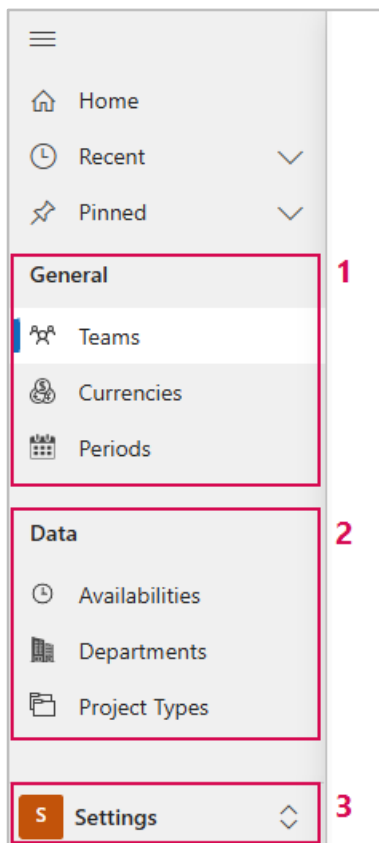 Home
Recent
Pinned
General
1
Teams
Currencies
Periods
Data
2
Availabilities
Departments
Project Types
S Settings
3